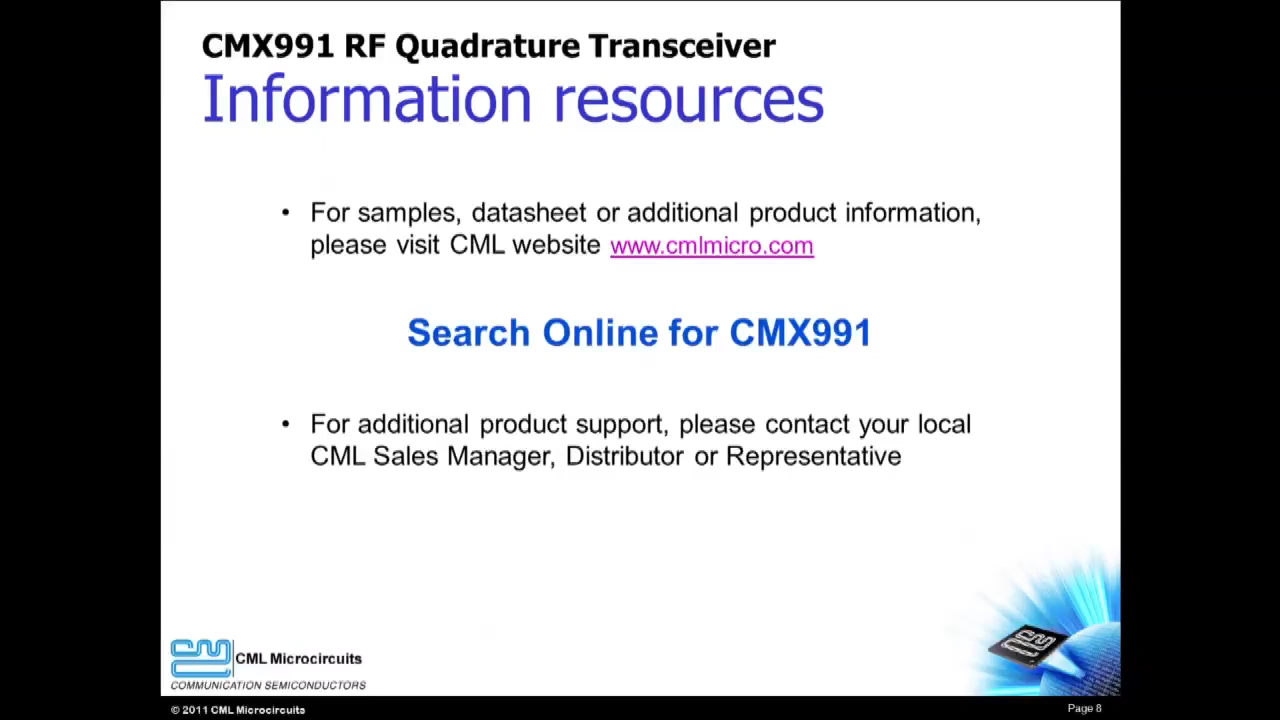 CMX991 RF Quadrature Transceiver
Information resources
• For samples, datasheet or additional product information,
please visit CML website www.cmlmicro.com
Search Online for CMX991
• For additional product support, please contact your local
CML Sales Manager, Distributor or Representative
CML Microcircuits
COMMUNICATION SEMICONDUCTORS
© 2011 CML Microcircuits
Page 8